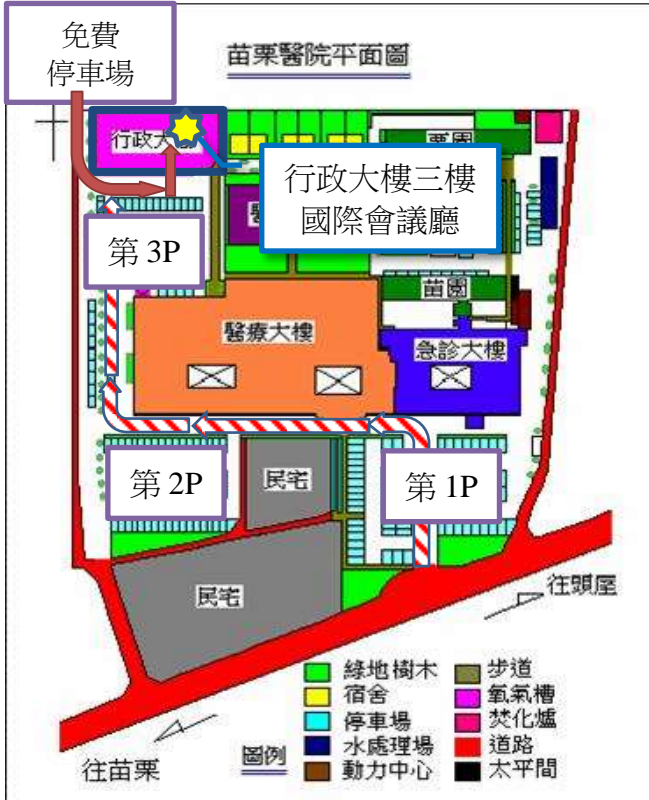 免費
停車場
苗栗醫院平面圖
行政大
栗園
行政大樓三樓
國際會議廳
第 3P
苗園
醫療大樓
急診大樓
第 2P
民宅
第 1P
民宅
往頭屋
綠地樹木
步道
宿舍
氧氣槽
停車場
焚化爐
水處理場
道路
圖例
動力中心
太平間
往苗栗